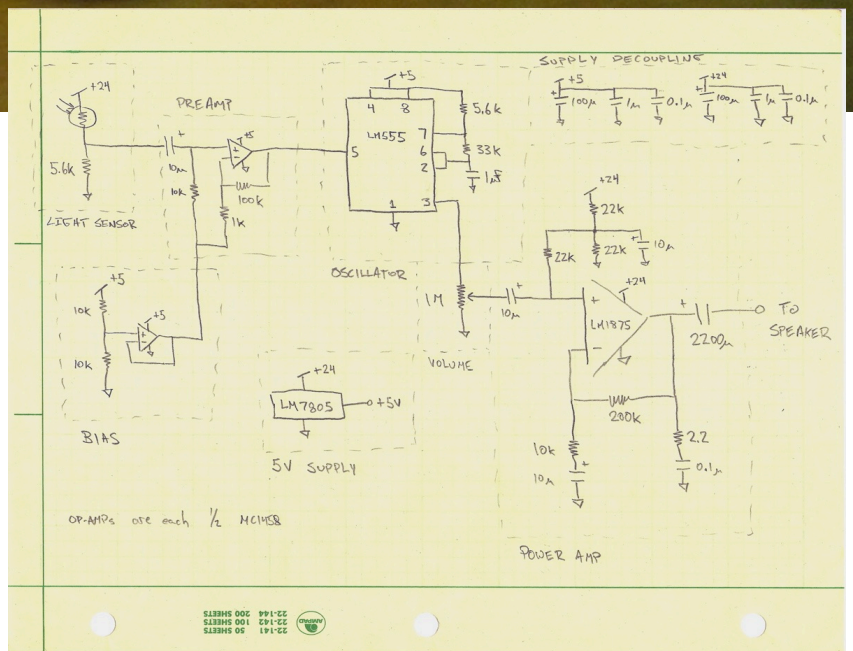 SUPPLY DECOUPLING
+5
100µ
1µ
0.1µ
+24
100µ
1µ
0.1µ
+24
5.6k
LIGHT SENSOR
PREAMP
+
10µ
10k
+
-
+5
100k
1k
+5
4
8
LM555
7
6
2
5
1
3
5.6k
33k
1µF
OSCILLATOR
+5
10k
10k
+5
+
-
BIAS
+24
LM7805
+5V
5V SUPPLY
1M
VOLUME
+
10µ
+24
22k
22k
22k
+
10µ
+24
+
LM1875
-
200k
10k
+
10µ
2.2
0.1µ
+
2200µ
TO
SPEAKER
POWER AMP
OP-AMPs are each 1/2 MC1458
22-141 50 SHEETS
22-142 100 SHEETS
22-144 200 SHEETS
AMPAD